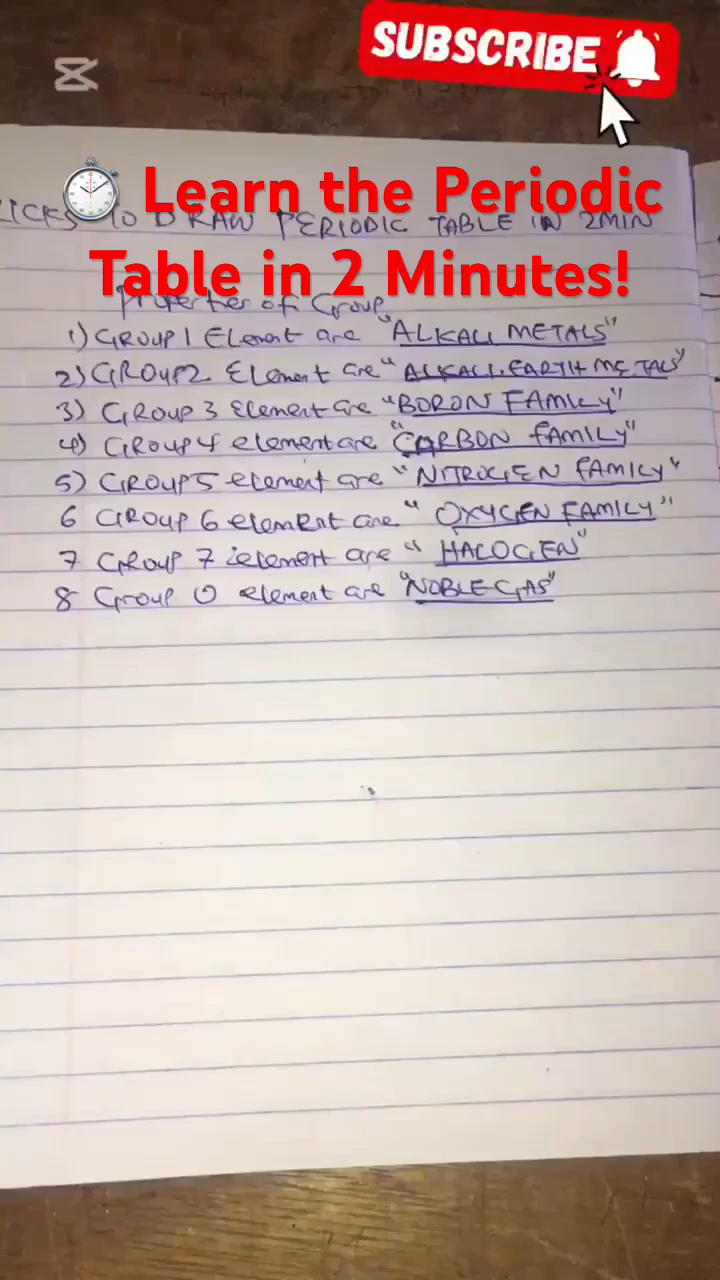 SUBSCRIBE
⏱ Learn the Periodic
TO DRAW PERIODIC TABLE IN 2MIN
Table in 2 Minutes!
Properties of Group
1) GROUP 1 Element are "ALKALI METALS"
2) GROUP2 Element are "ALKALI.EARTH METALS"
3) GROUP 3 Element are "BORON FAMILY"
4) GROUP 4 element are "CARBON FAMILY"
5) GROUP 5 element are "NITROGEN FAMILY"
6 GROUP 6 element are "OXYGEN FAMILY"
7 GROUP 7 element are "HALOGEN"
8 Group 0 element are "NOBLE GAS"